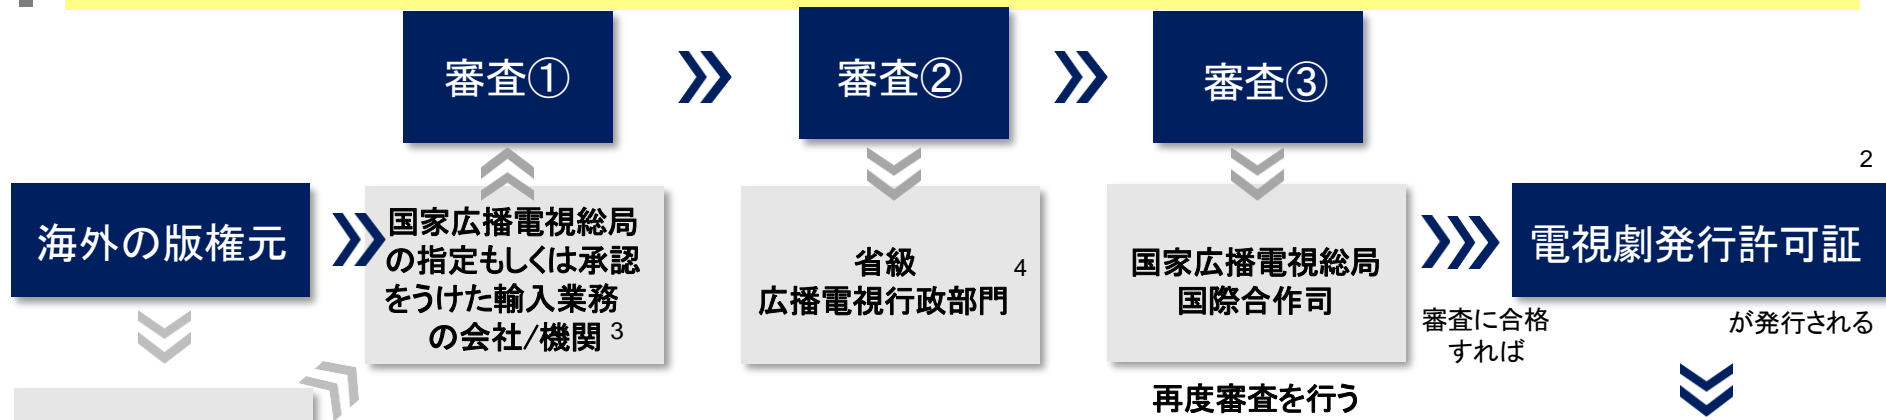 審査①
審査②
審査③
海外の版権元
国家広播電視総局
の指定もしくは承認
をうけた輸入業務
の会社/機関 3
省級 4
広播電視行政部門
国家広播電視総局
国際合作司
再度審査を行う
審査に合格
すれば
2
電視劇発行許可証
が発行される